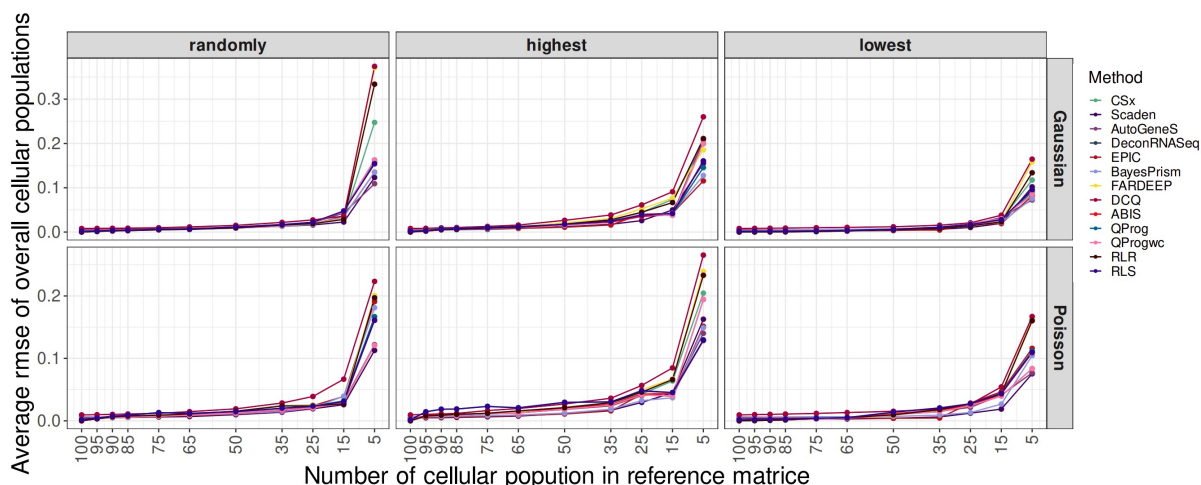 randomly
highest
lowest
Average rmse of overall cellular populations
0.3
0.2
0.1
0.0
Gaussian
0.2
0.1
0.0
Poisson
100 95 90 85 75 65 50 35 25 15 5
100 95 90 85 75 65 50 35 25 15 5
100 95 90 85 75 65 50 35 25 15 5
Number of cellular popution in reference matrice
Method
CSx
Scaden
AutoGeneS
DeconRNASeq
EPIC
BayesPrism
FARDEEP
DCQ
ABIS
QProg
QProgwc
RLR
RLS